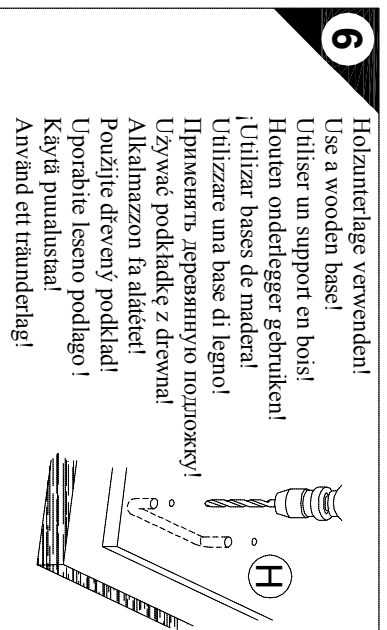 6
Holzunterlage verwenden!
Use a wooden base!
Utiliser un support en bois!
Houten onderlegger gebruiken!
¡Utilizar bases de madera!
Utilizzare una base di legno!
Применять деревянную подложку!
Używać podkładkę z drewna!
Alkalmazzon fa alátétet!
Použijte dřevený podklad!
Uporabite leseno podlago !
Käytä puualustaa!
Använd ett träunderlag!
H